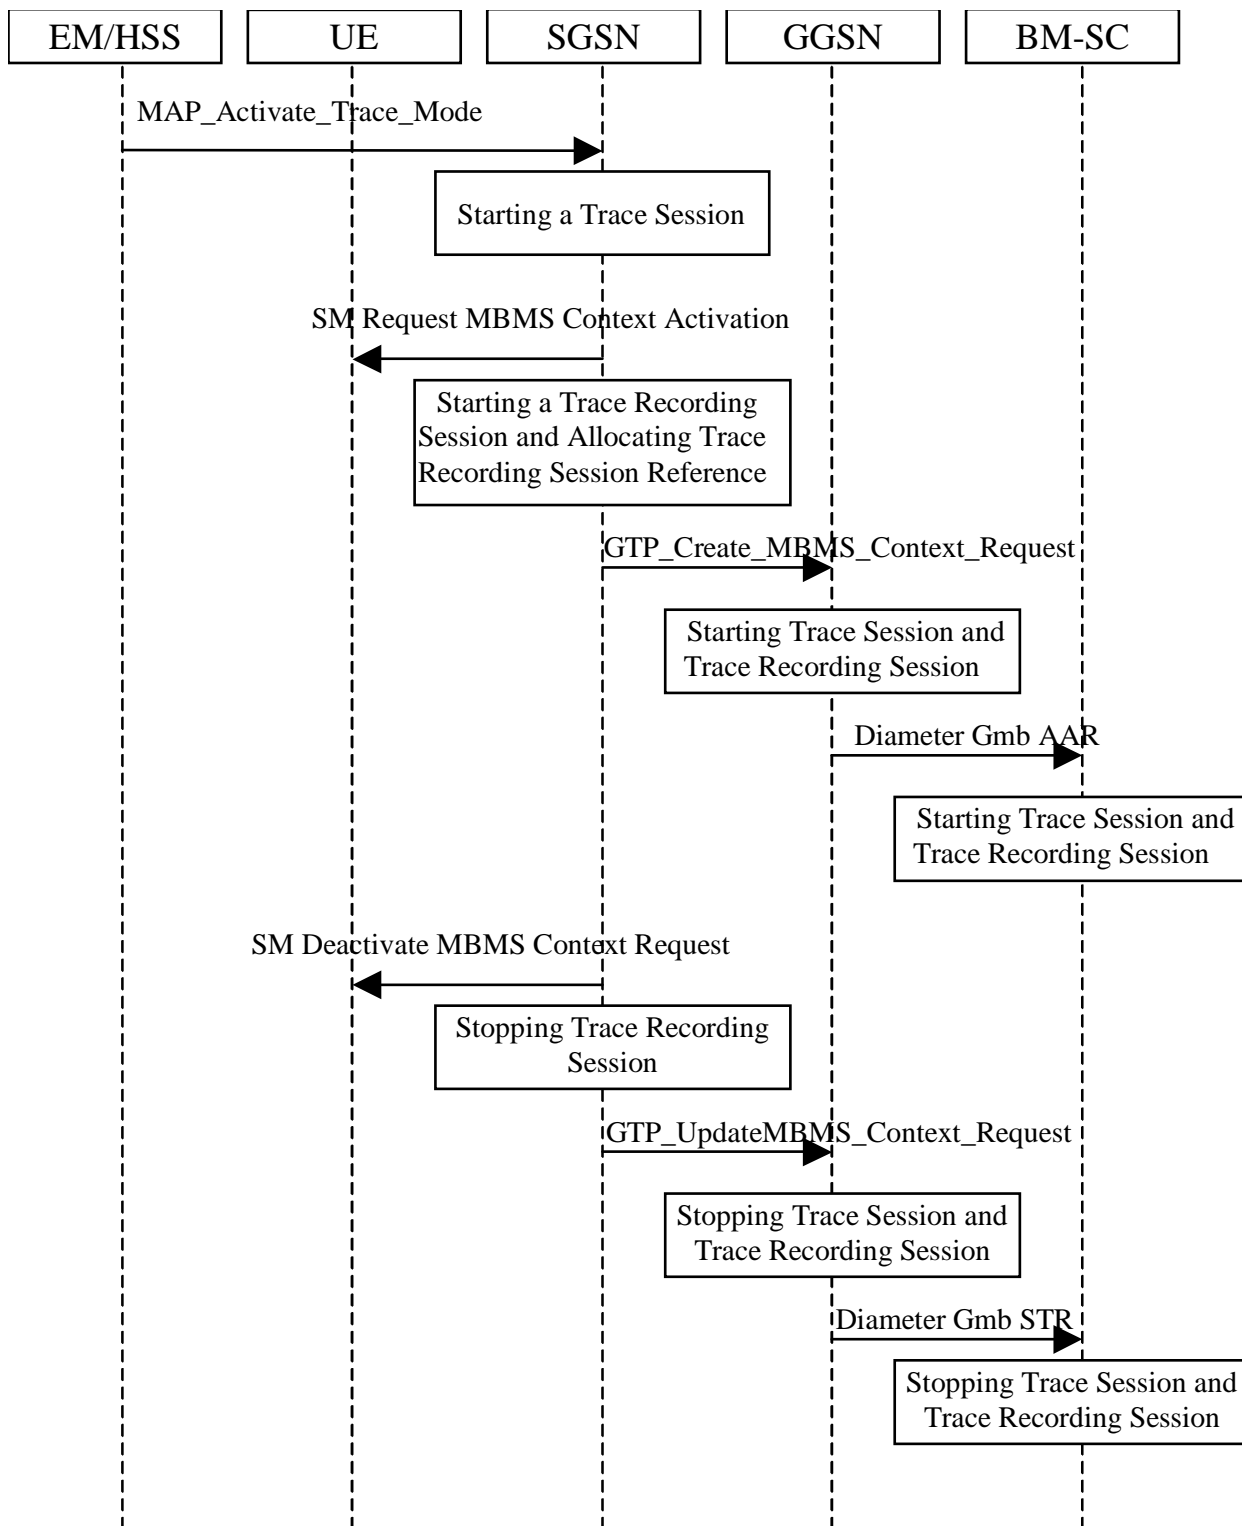 EM/HSS
UE
SGSN
GGSN
BM-SC
MAP_Activate_Trace_Mode
Starting a Trace Session
SM Request MBMS Context Activation
Starting a Trace Recording
Session and Allocating Trace
Recording Session Reference
GTP_Create_MBMS_Context_Request
Starting Trace Session and
Trace Recording Session
Diameter Gmb AAR
Starting Trace Session and
Trace Recording Session
SM Deactivate MBMS Context Request
Stopping Trace Recording
Session
GTP_UpdateMBMS_Context_Request
Stopping Trace Session and
Trace Recording Session
Diameter Gmb STR
Stopping Trace Session and
Trace Recording Session